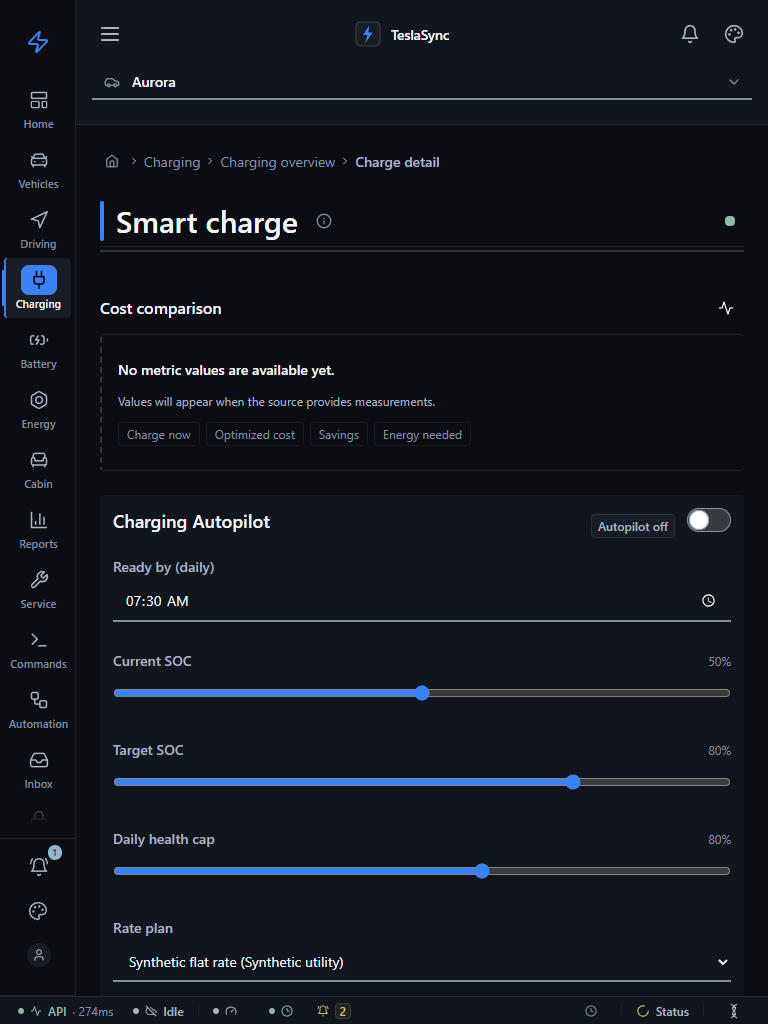 TeslaSync
Aurora
Home
Vehicles
Driving
Charging
Battery
Energy
Cabin
Reports
Service
Commands
Automation
Inbox
1
Charging > Charging overview > Charge detail
Smart charge
Cost comparison
No metric values are available yet.
Values will appear when the source provides measurements.
Charge now Optimized cost Savings Energy needed
Charging Autopilot
Autopilot off
Ready by (daily)
07:30 AM
Current SOC 50%
Target SOC 80%
Daily health cap 80%
Rate plan
Synthetic flat rate (Synthetic utility)
API · 274ms Idle 2 Status